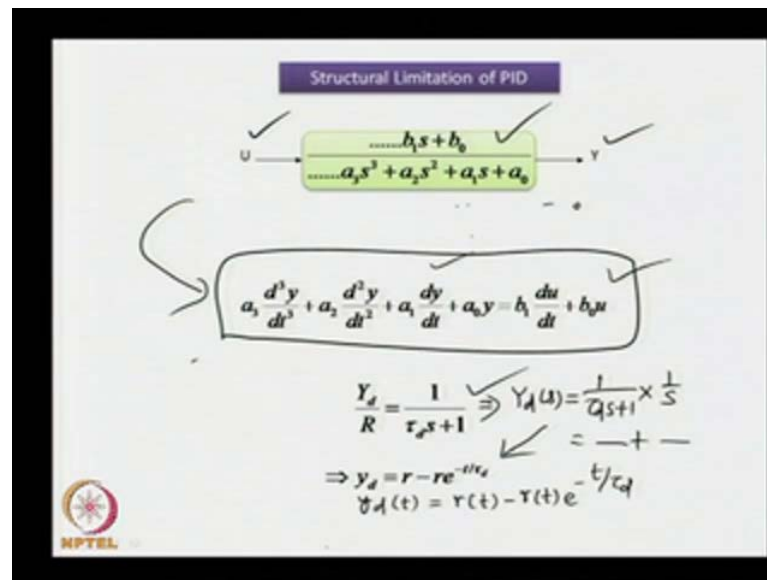 Structural Limitation of PID
U ......b₁s + b₀ Y
......a₃s³ + a₂s² + a₁s + a₀
a₃ d³y/dt³ + a₂ d²y/dt² + a₁ dy/dt + a₀y = b₁ du/dt + b₀u
Y_d/R = 1/(τ_d s + 1) ⇒ Y_d(s) = 1/(τ_d s + 1) × 1/s
= — + —
⇒ y_d = r − re^(−t/τ_d)
y_d(t) = r(t) − r(t) e^(−t/τ_d)
NPTEL